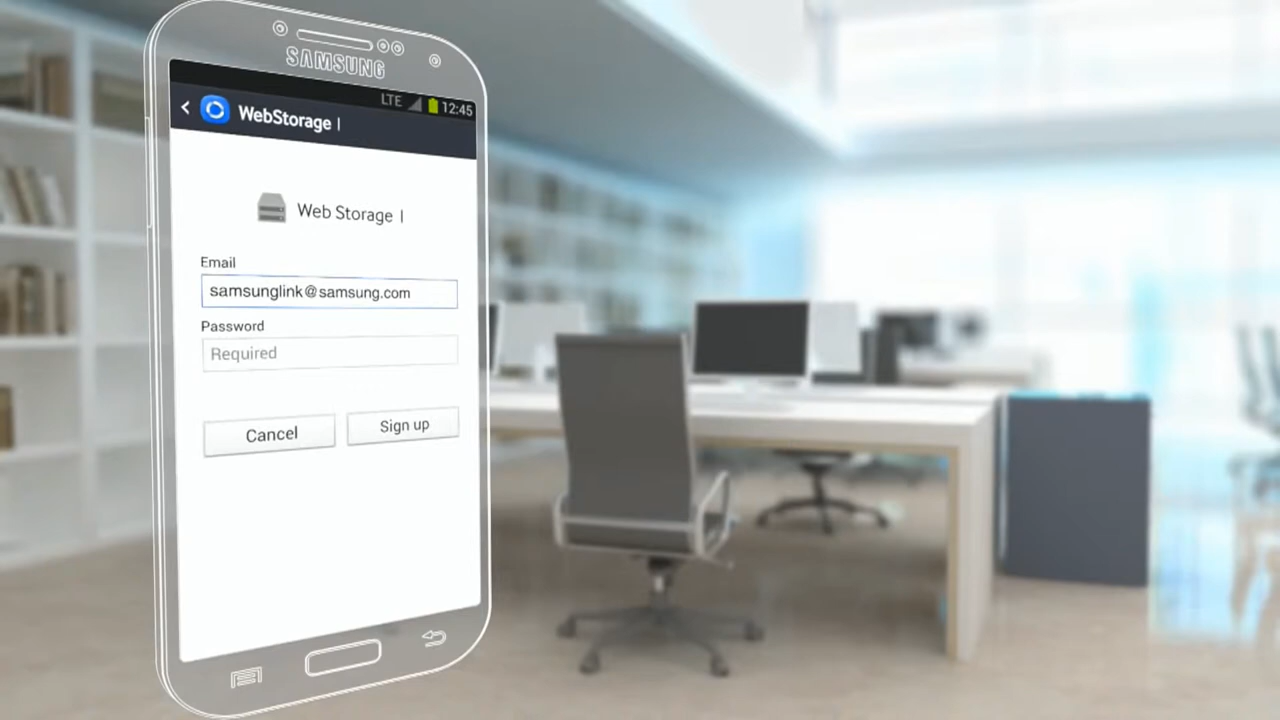 SAMSUNG
LTE 12:45
WebStorage |
Web Storage |
Email
samsunglink@samsung.com
Password
Required
Cancel
Sign up